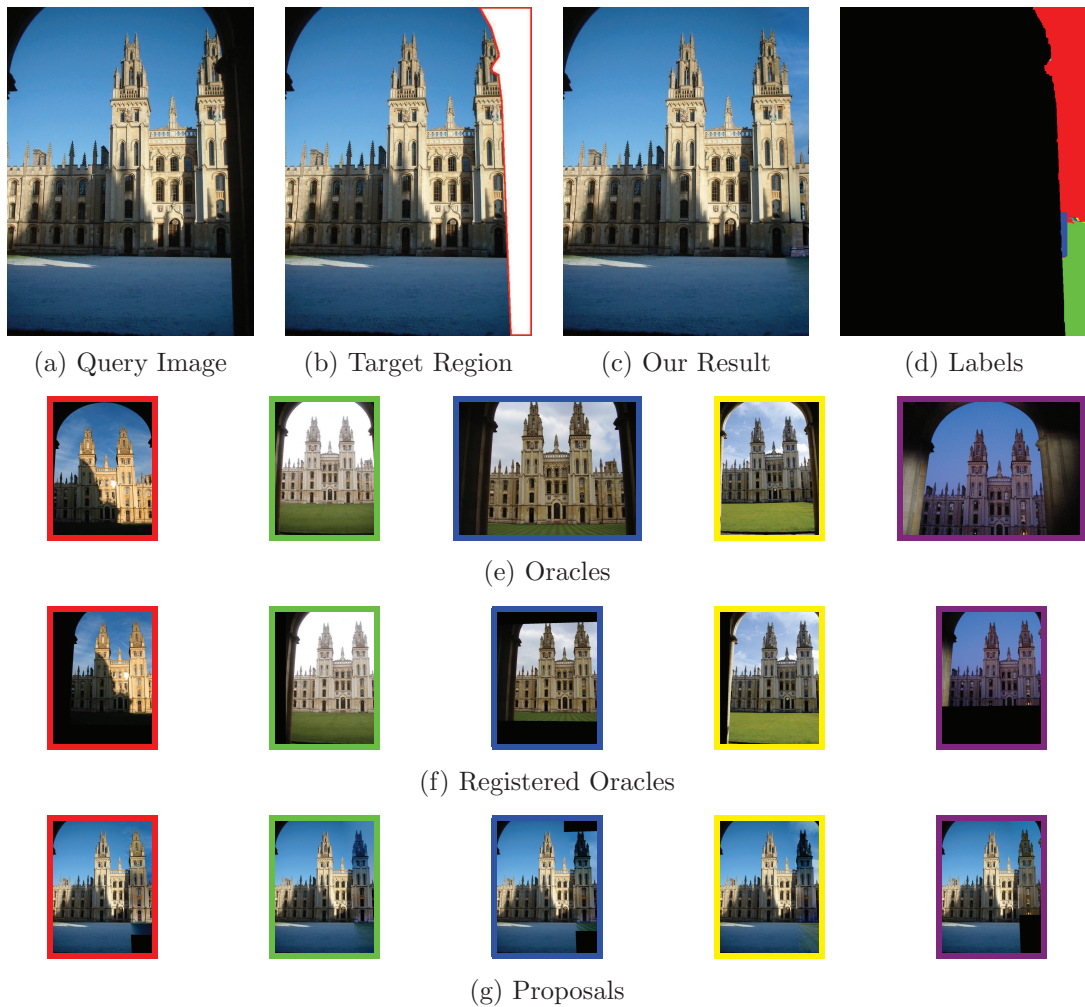 (a) Query Image
(b) Target Region
(c) Our Result
(d) Labels
(e) Oracles
(f) Registered Oracles
(g) Proposals